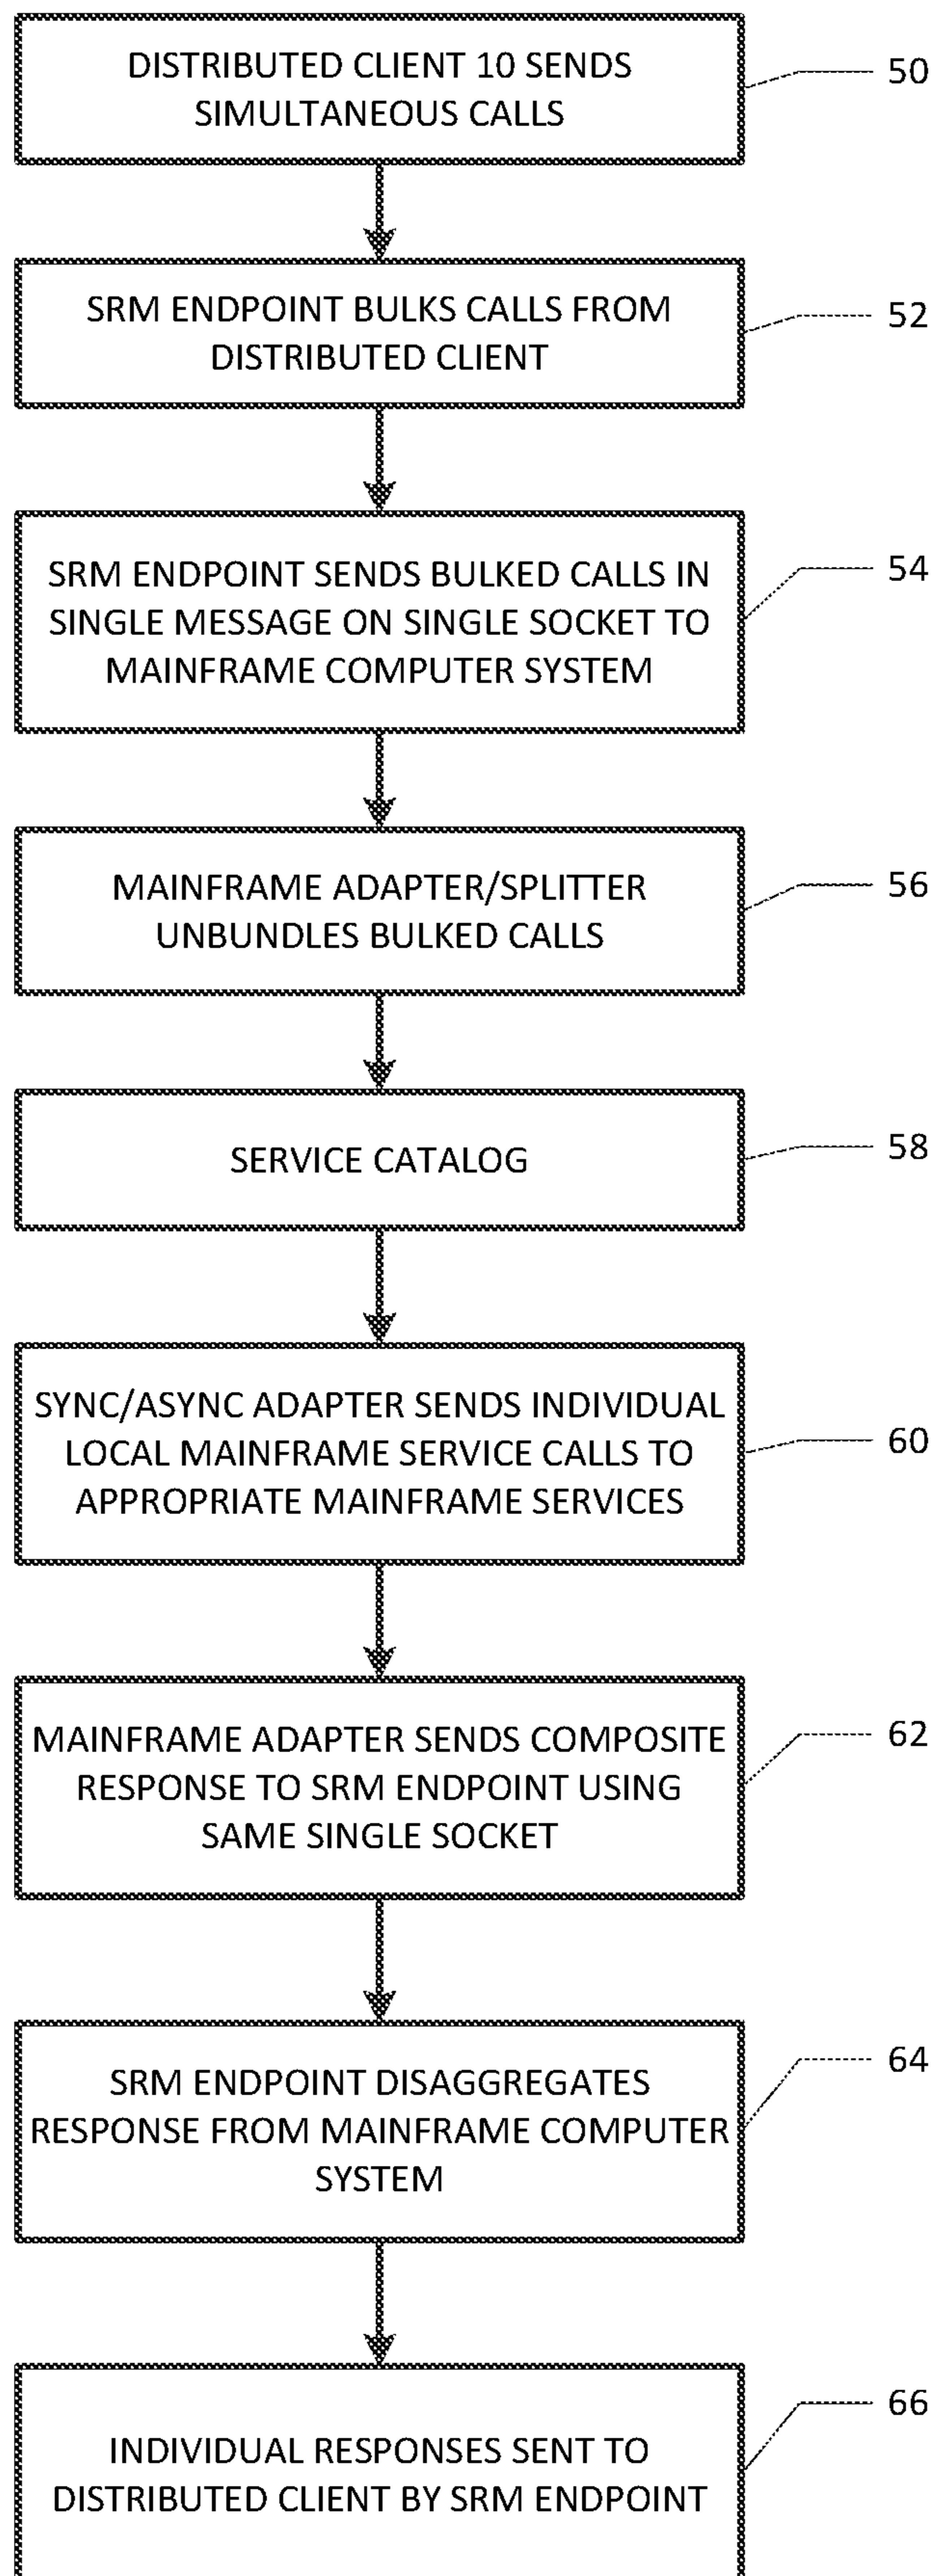 DISTRIBUTED CLIENT 10 SENDS
SIMULTANEOUS CALLS
50
SRM ENDPOINT BULKS CALLS FROM
DISTRIBUTED CLIENT
52
SRM ENDPOINT SENDS BULKED CALLS IN
SINGLE MESSAGE ON SINGLE SOCKET TO
MAINFRAME COMPUTER SYSTEM
54
MAINFRAME ADAPTER/SPLITTER
UNBUNDLES BULKED CALLS
56
SERVICE CATALOG
58
SYNC/ASYNC ADAPTER SENDS INDIVIDUAL
LOCAL MAINFRAME SERVICE CALLS TO
APPROPRIATE MAINFRAME SERVICES
60
MAINFRAME ADAPTER SENDS COMPOSITE
RESPONSE TO SRM ENDPOINT USING
SAME SINGLE SOCKET
62
SRM ENDPOINT DISAGGREGATES
RESPONSE FROM MAINFRAME COMPUTER
SYSTEM
64
INDIVIDUAL RESPONSES SENT TO
DISTRIBUTED CLIENT BY SRM ENDPOINT
66